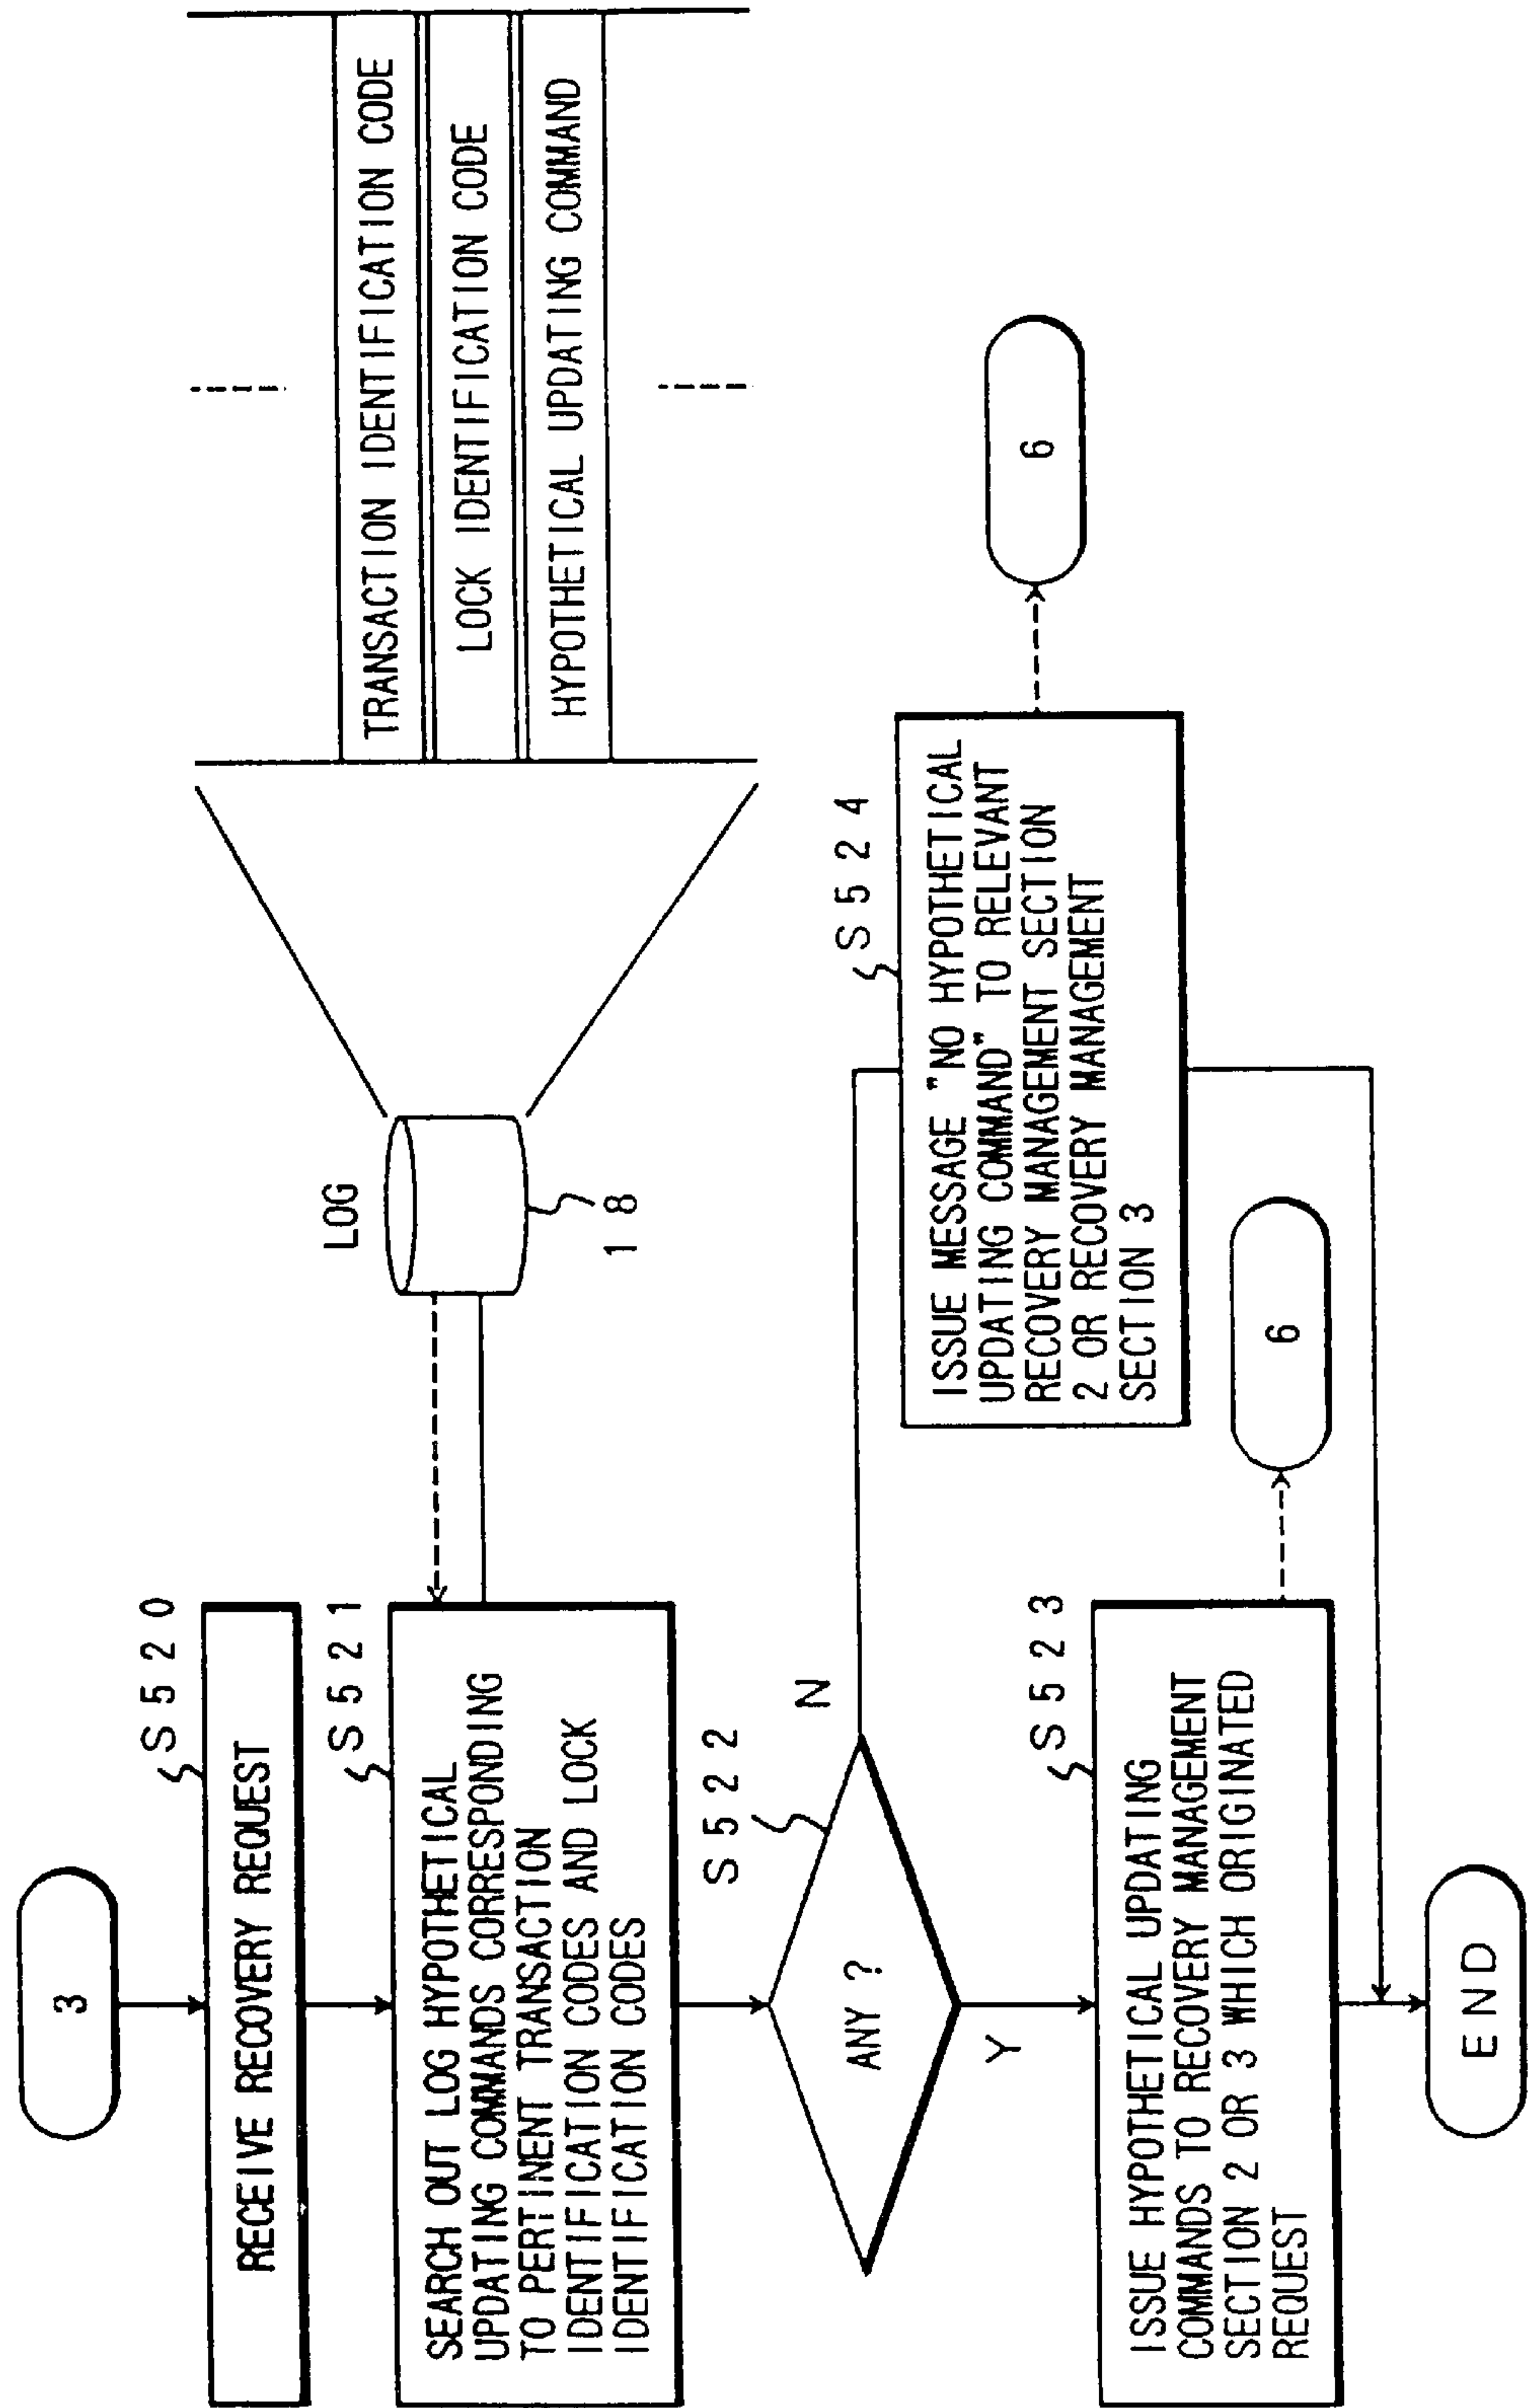 3
S520
RECEIVE RECOVERY REQUEST
S521
SEARCH OUT LOG HYPOTHETICAL
UPDATING COMMANDS CORRESPONDING
TO PERTINENT TRANSACTION
IDENTIFICATION CODES AND LOCK
IDENTIFICATION CODES
LOG
18
TRANSACTION IDENTIFICATION CODE
LOCK IDENTIFICATION CODE
HYPOTHETICAL UPDATING COMMAND
S522
ANY ?
N
Y
S524
ISSUE MESSAGE "NO HYPOTHETICAL
UPDATING COMMAND" TO RELEVANT
RECOVERY MANAGEMENT SECTION
2 OR RECOVERY MANAGEMENT
SECTION 3
6
S523
ISSUE HYPOTHETICAL UPDATING
COMMANDS TO RECOVERY MANAGEMENT
SECTION 2 OR 3 WHICH ORIGINATED
REQUEST
6
END